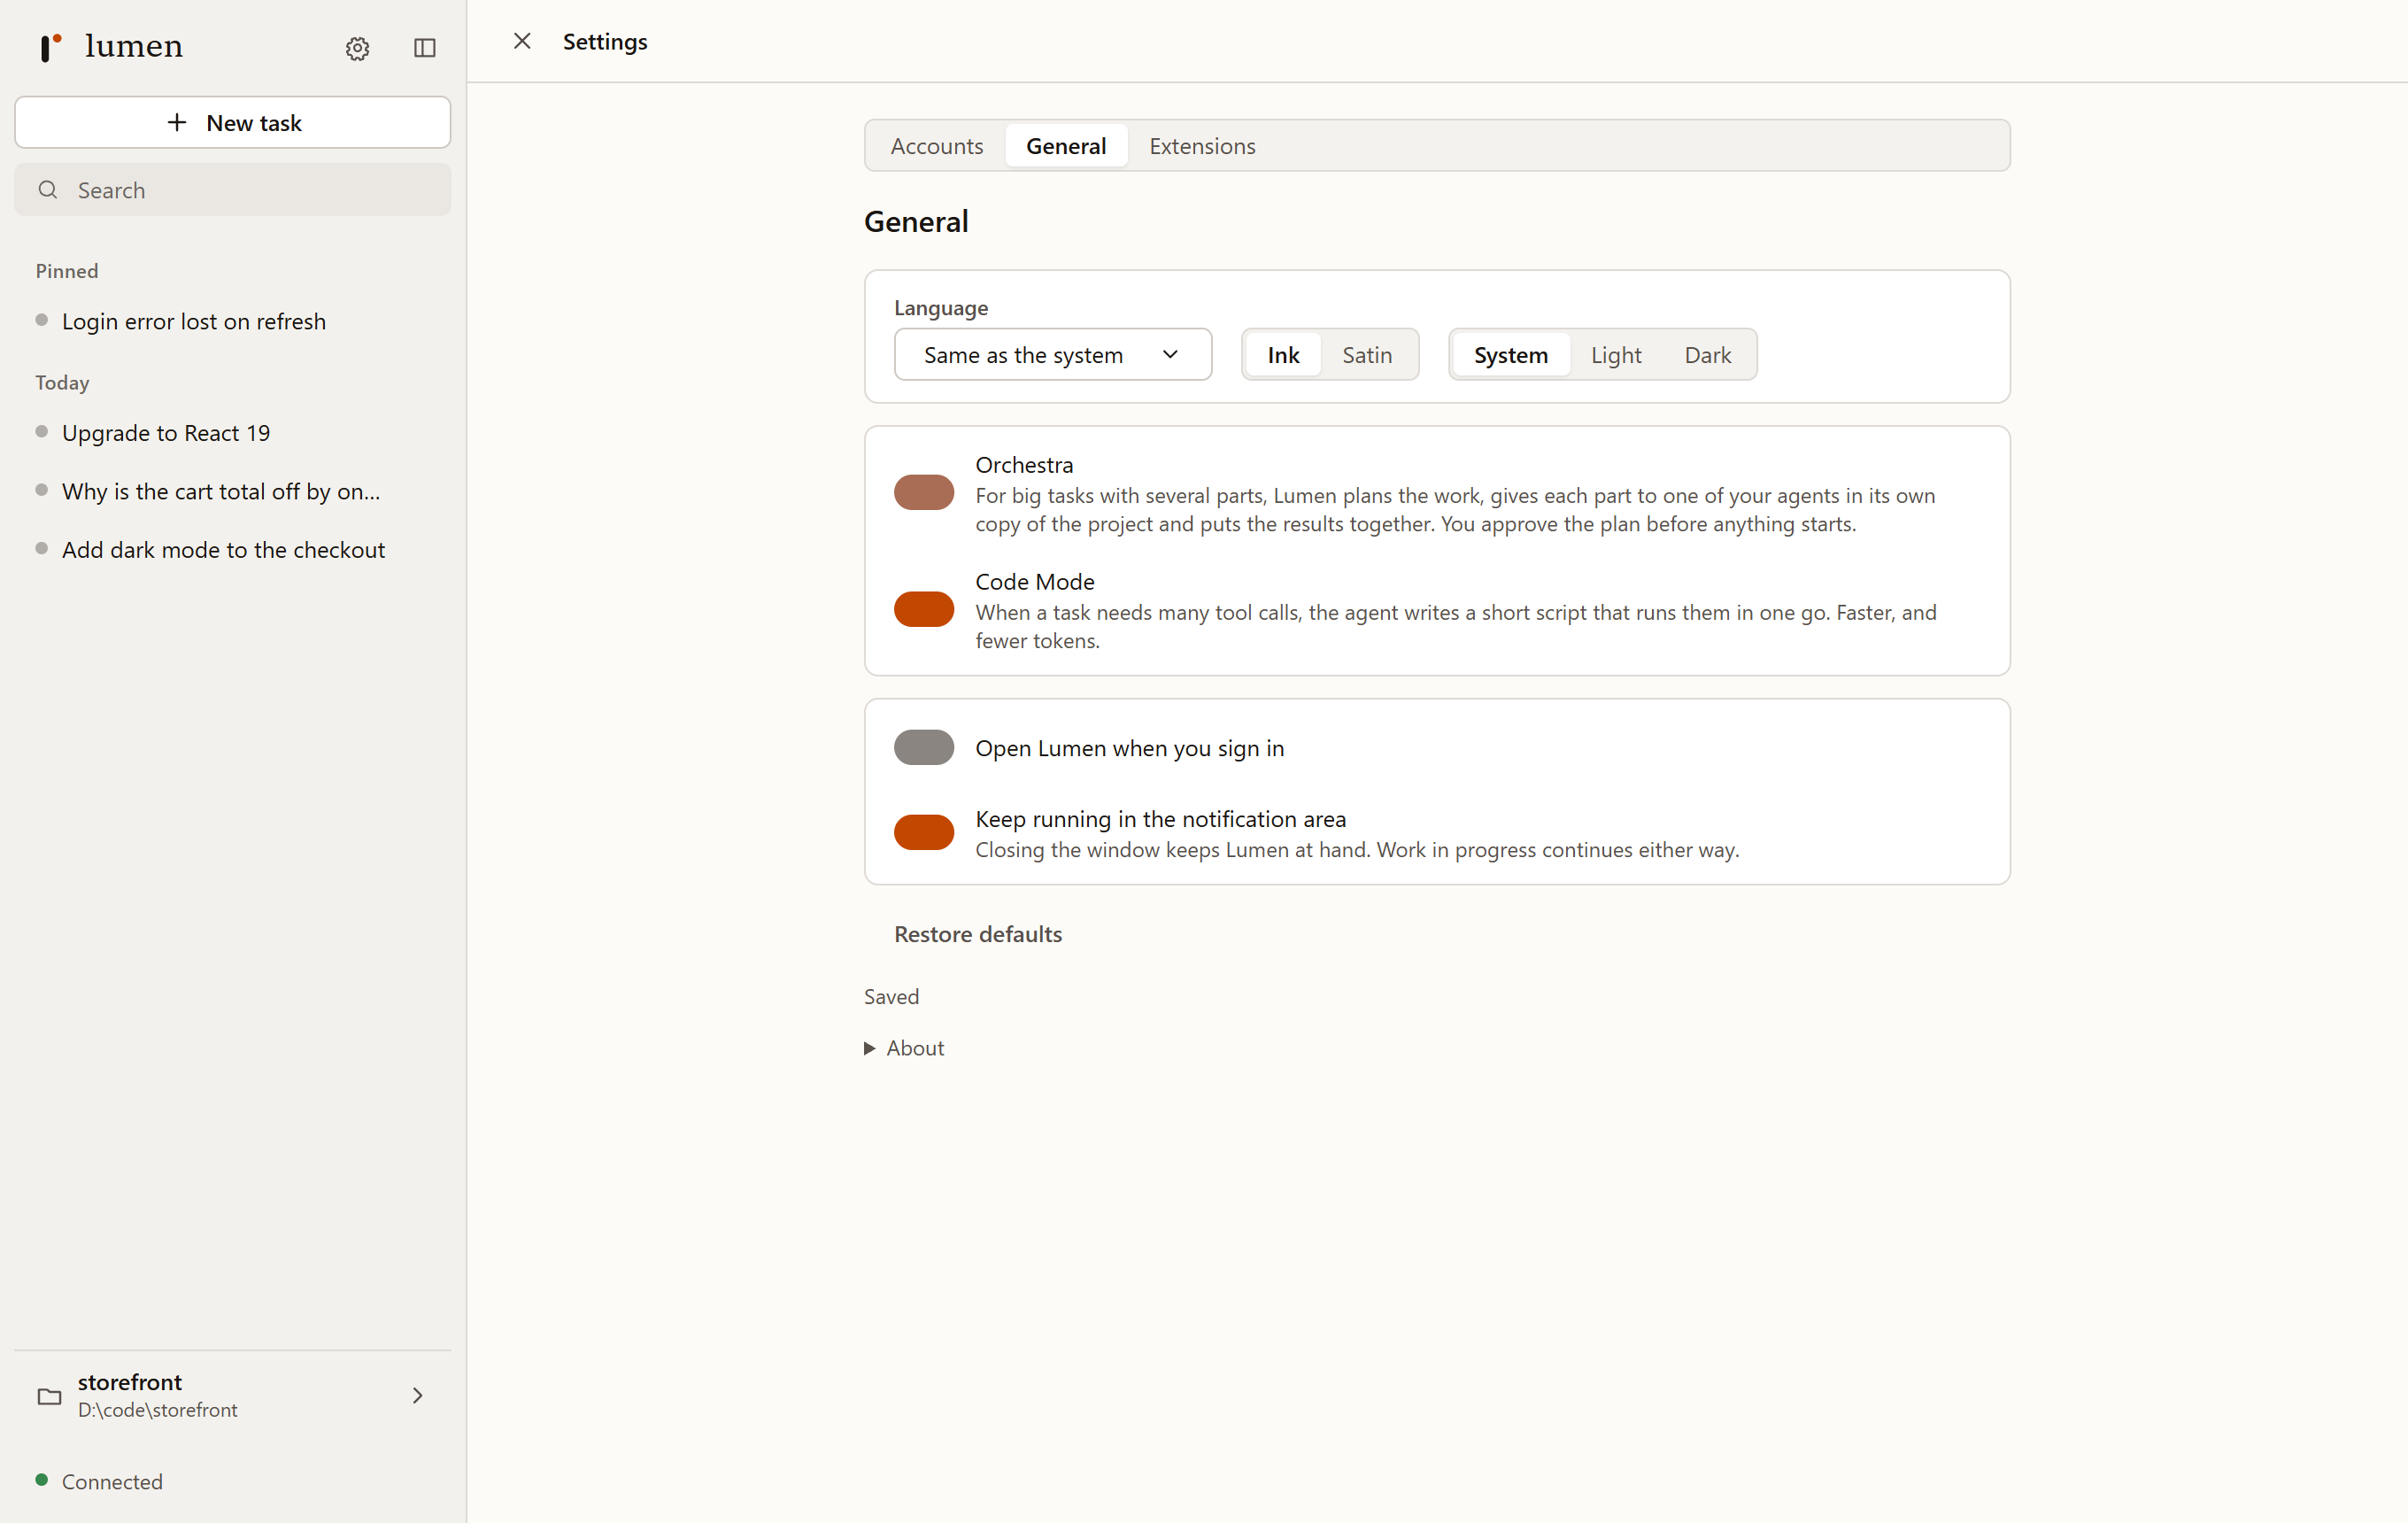 lumen
New task
Search
Pinned
Login error lost on refresh
Today
Upgrade to React 19
Why is the cart total off by on...
Add dark mode to the checkout
storefront
D:\code\storefront
Connected
Settings
Accounts General Extensions
General
Language
Same as the system Ink Satin System Light Dark
Orchestra
For big tasks with several parts, Lumen plans the work, gives each part to one of your agents in its own
copy of the project and puts the results together. You approve the plan before anything starts.
Code Mode
When a task needs many tool calls, the agent writes a short script that runs them in one go. Faster, and
fewer tokens.
Open Lumen when you sign in
Keep running in the notification area
Closing the window keeps Lumen at hand. Work in progress continues either way.
Restore defaults
Saved
About